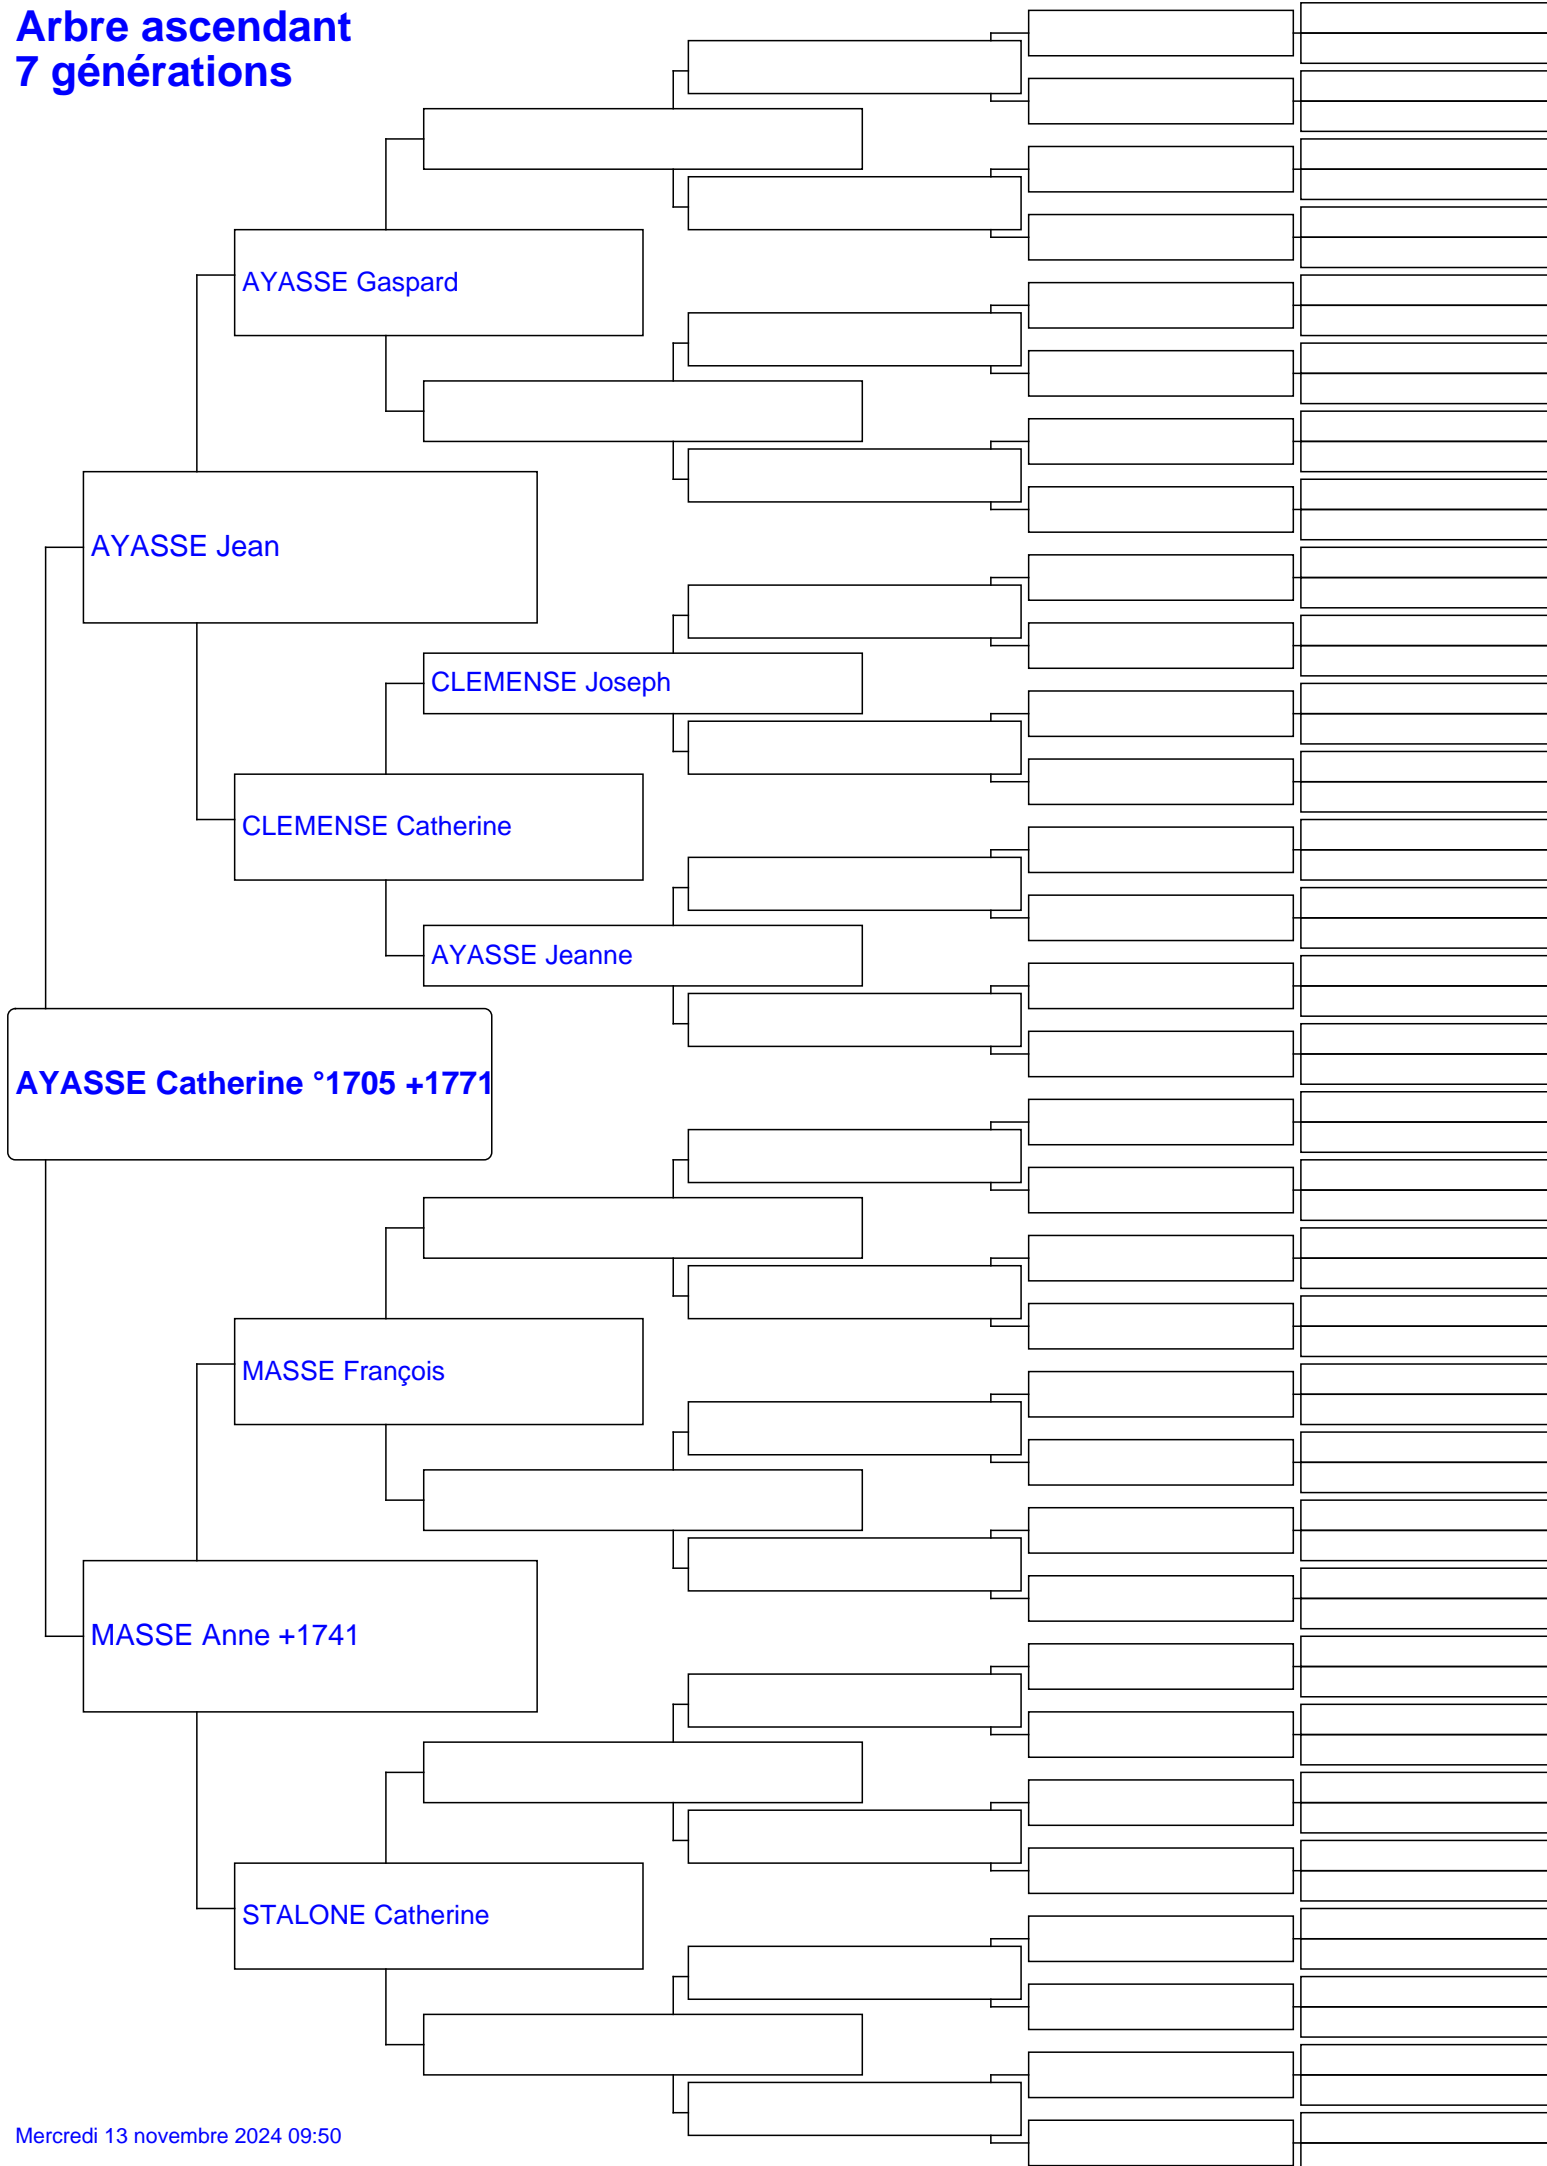 Arbre ascendant
7 générations
AYASSE Gaspard
AYASSE Jean
CLEMENSE Joseph
CLEMENSE Catherine
AYASSE Jeanne
AYASSE Catherine °1705 +1771
MASSE François
MASSE Anne +1741
STALONE Catherine
Mercredi 13 novembre 2024 09:50